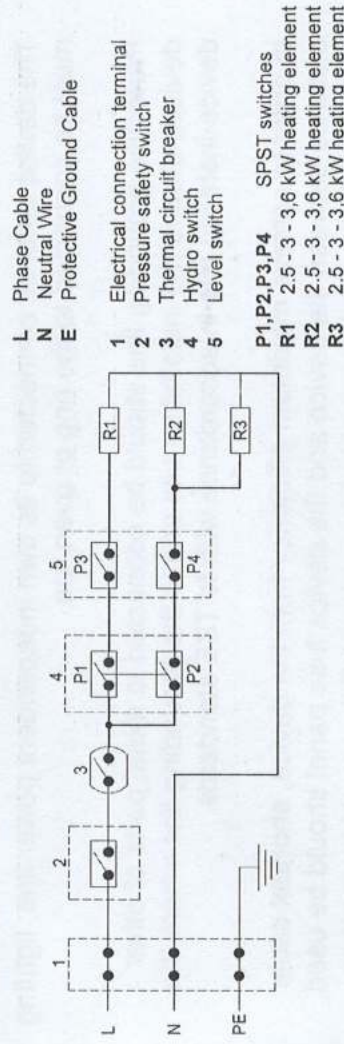 L Phase Cable
N Neutral Wire
E Protective Ground Cable
1 Electrical connection terminal
2 Pressure safety switch
3 Thermal circuit breaker
4 Hydro switch
5 Level switch
P1,P2,P3,P4 SPST switches
R1 2.5 - 3 - 3,6 kW heating element
R2 2.5 - 3 - 3,6 kW heating element
R3 2.5 - 3 - 3,6 kW heating element
1
2
3
4
5
L
N
PE
P1
P2
P3
P4
R1
R2
R3